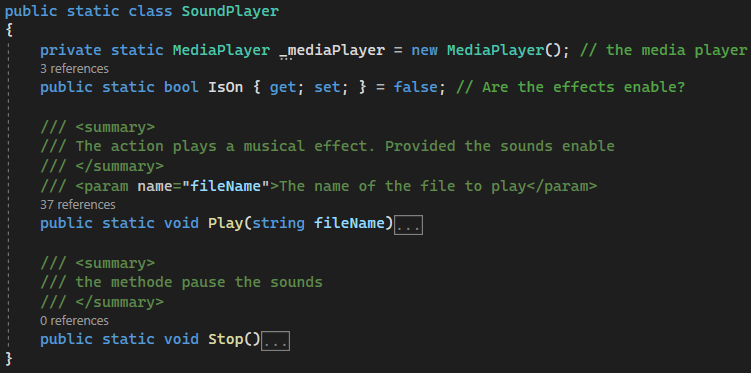 public static class SoundPlayer
{
private static MediaPlayer _mediaPlayer = new MediaPlayer(); // the media player
3 references
public static bool IsOn { get; set; } = false; // Are the effects enable?
/// <summary>
/// The action plays a musical effect. Provided the sounds enable
/// </summary>
/// <param name="fileName">The name of the file to play</param>
37 references
public static void Play(string fileName)...
/// <summary>
/// the methode pause the sounds
/// </summary>
0 references
public static void Stop()...
}